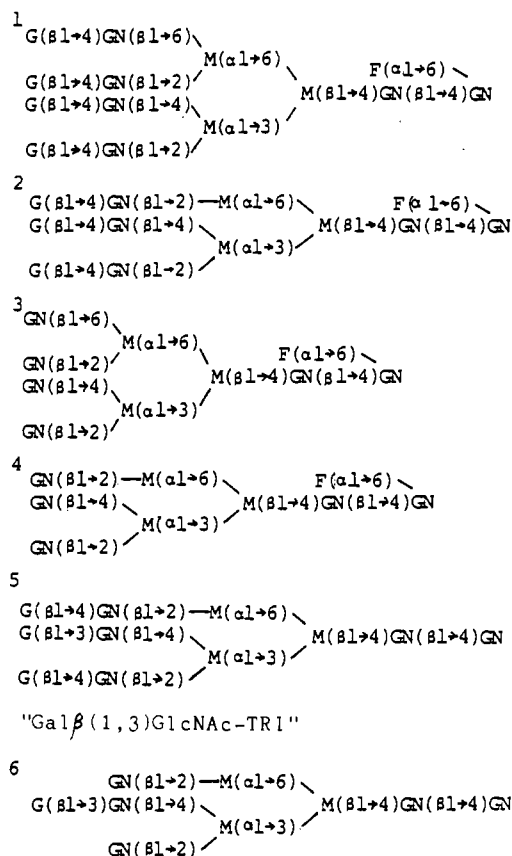 1
G(β1→4)GN(β1→6)
M(α1→6)
F(α1→6)
G(β1→4)GN(β1→2)
M(β1→4)GN(β1→4)GN
G(β1→4)GN(β1→4)
M(α1→3)
G(β1→4)GN(β1→2)
2
G(β1→4)GN(β1→2)—M(α1→6)
F(α1→6)
G(β1→4)GN(β1→4)
M(β1→4)GN(β1→4)GN
M(α1→3)
G(β1→4)GN(β1→2)
3
GN(β1→6)
M(α1→6)
F(α1→6)
GN(β1→2)
M(β1→4)GN(β1→4)GN
GN(β1→4)
M(α1→3)
GN(β1→2)
4
GN(β1→2)—M(α1→6)
F(α1→6)
GN(β1→4)
M(β1→4)GN(β1→4)GN
M(α1→3)
GN(β1→2)
5
G(β1→4)GN(β1→2)—M(α1→6)
G(β1→3)GN(β1→4)
M(β1→4)GN(β1→4)GN
M(α1→3)
G(β1→4)GN(β1→2)
"Galβ(1,3)GlcNAc-TRI"
6
GN(β1→2)—M(α1→6)
G(β1→3)GN(β1→4)
M(β1→4)GN(β1→4)GN
M(α1→3)
GN(β1→2)